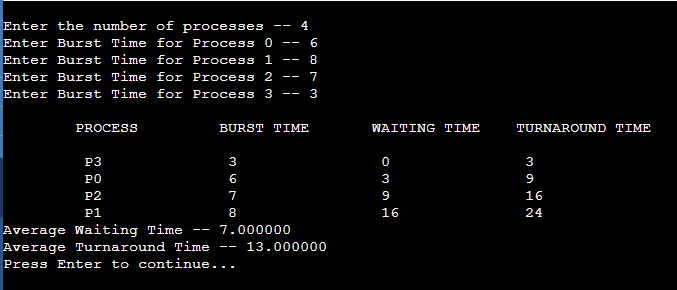 Enter the number of processes -- 4
Enter Burst Time for Process 0 -- 6
Enter Burst Time for Process 1 -- 8
Enter Burst Time for Process 2 -- 7
Enter Burst Time for Process 3 -- 3
PROCESS BURST TIME WAITING TIME TURNAROUND TIME
P3 3 0 3
P0 6 3 9
P2 7 9 16
P1 8 16 24
Average Waiting Time -- 7.000000
Average Turnaround Time -- 13.000000
Press Enter to continue...